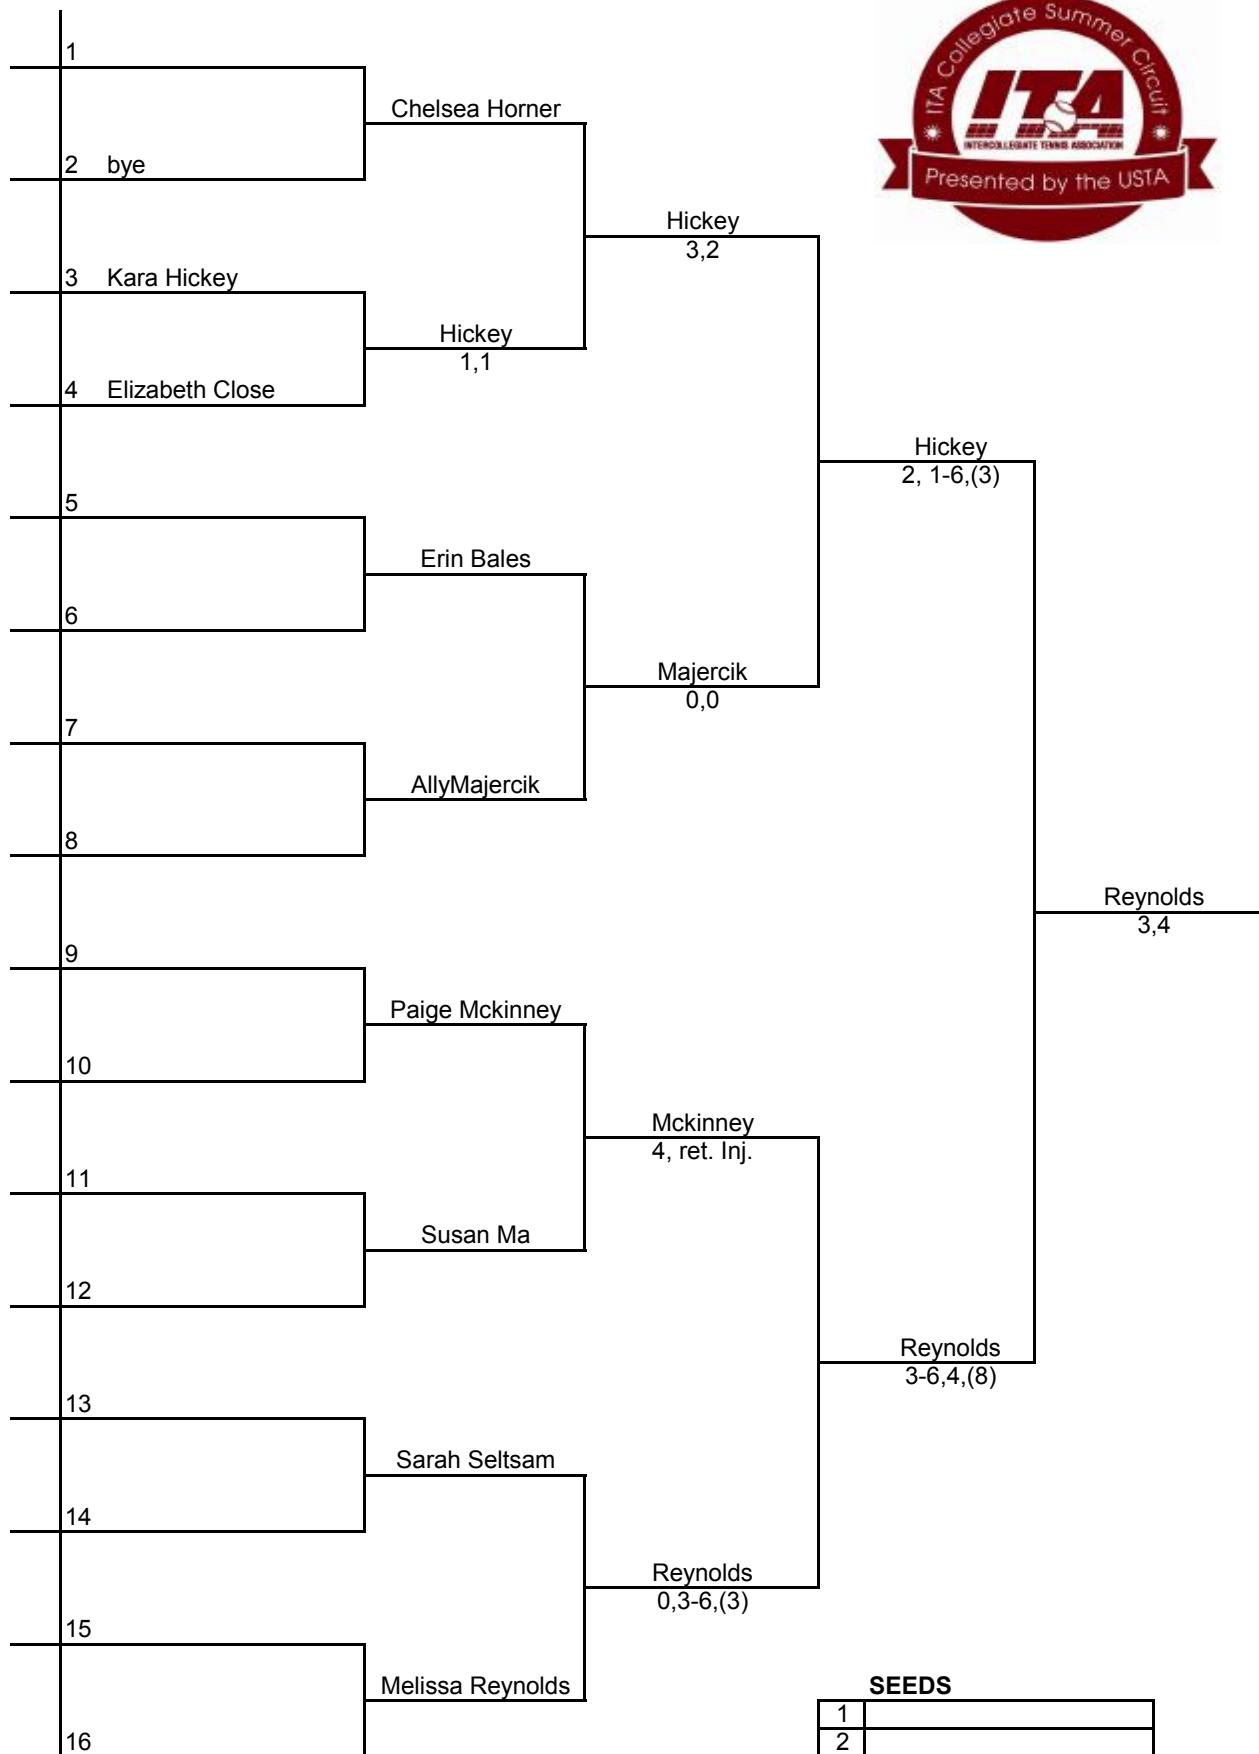 ITA Collegiate Summer Circuit
ITA
INTERCOLLEGIATE TENNIS ASSOCIATION
Presented by the USTA
1
Chelsea Horner
2 bye
Hickey
3,2
3 Kara Hickey
Hickey
1,1
4 Elizabeth Close
Hickey
2, 1-6,(3)
5
Erin Bales
6
Majercik
0,0
7
AllyMajercik
8
Reynolds
3,4
9
Paige Mckinney
10
Mckinney
4, ret. Inj.
11
Susan Ma
12
Reynolds
3-6,4,(8)
13
Sarah Seltsam
14
Reynolds
0,3-6,(3)
15
Melissa Reynolds
SEEDS
1
16
2